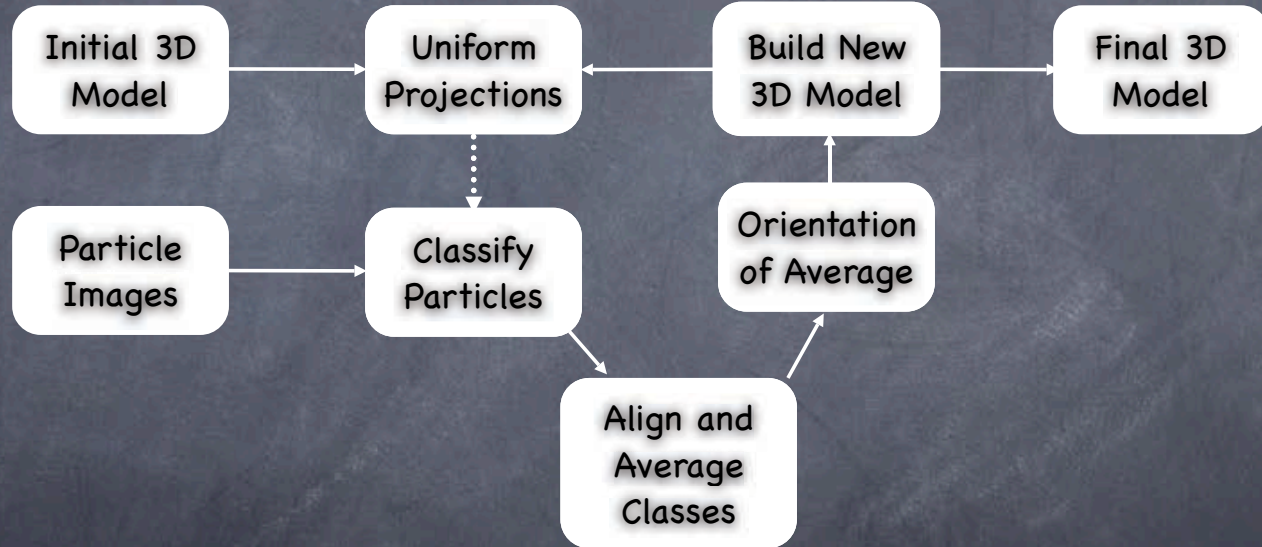 Initial 3D
Model
Uniform
Projections
Build New
3D Model
Final 3D
Model
Particle
Images
Classify
Particles
Orientation
of Average
Align and
Average
Classes